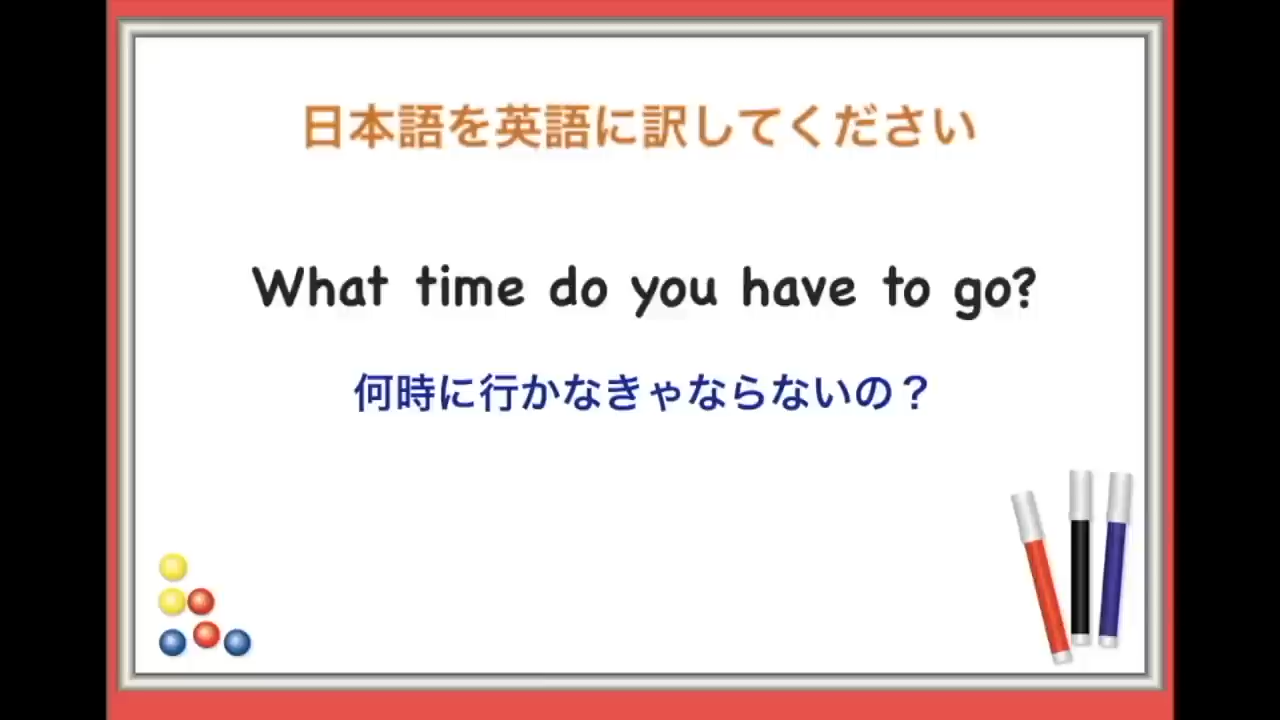 日本語を英語に訳してください
What time do you have to go?
何時に行かなきゃならないの？